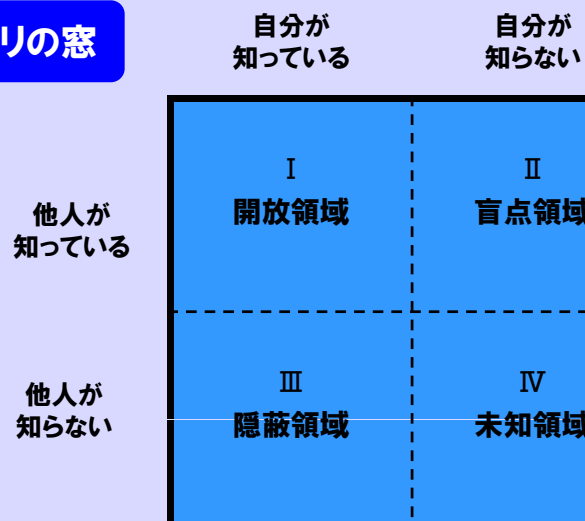 リの窓
自分が
知っている
自分が
知らない
他人が
知っている
Ⅰ
開放領域
Ⅱ
盲点領域
他人が
知らない
Ⅲ
隠蔽領域
Ⅳ
未知領域